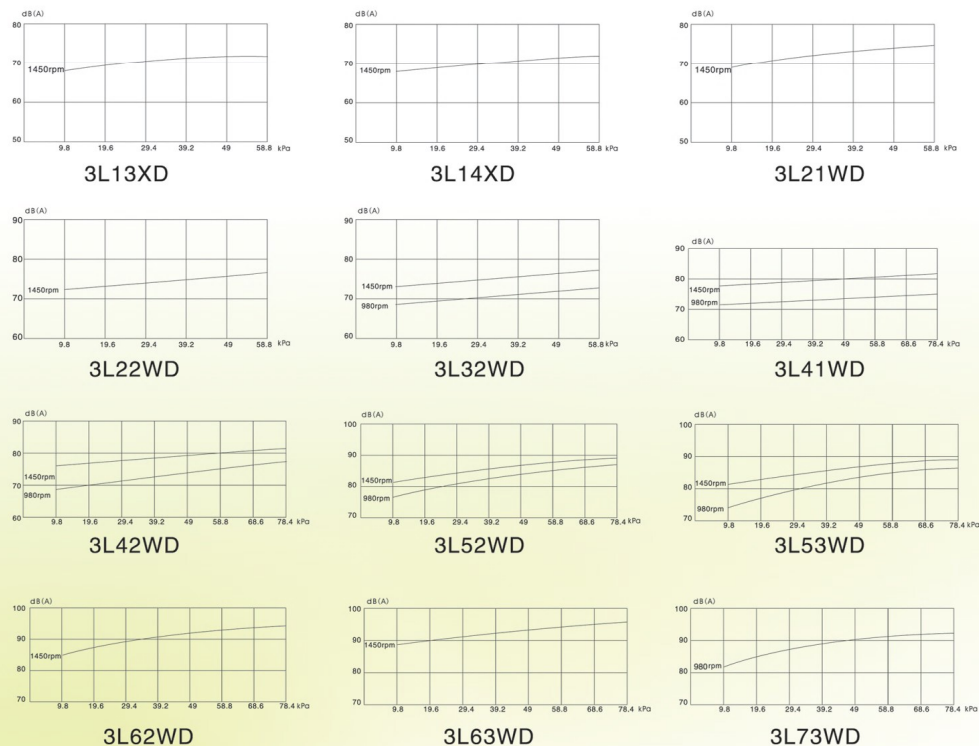 dB(A) dB(A) dB(A)
80 80 80
70 70 70
1450rpm 1450rpm 1450rpm
60 60 60
50 50 50
9.8 19.6 29.4 39.2 49 58.8 kPa 9.8 19.6 29.4 39.2 49 58.8 kPa 9.8 19.6 29.4 39.2 49 58.8 kPa
3L13XD 3L14XD 3L21WD
dB(A) dB(A) dB(A)
90 90 90
80 80 80
1450rpm 1450rpm 1450rpm
70 70 70
980rpm 980rpm
60 60 60
9.8 19.6 29.4 39.2 49 58.8 kPa 9.8 19.6 29.4 39.2 49 58.8 kPa 9.8 19.6 29.4 39.2 49 58.8 68.6 78.4 kPa
3L22WD 3L32WD 3L41WD
dB(A) dB(A) dB(A)
90 100 100
80 90 90
1450rpm 1450rpm 1450rpm
70 80 80
980rpm 980rpm 980rpm
60 70 70
9.8 19.6 29.4 39.2 49 58.8 68.6 78.4 kPa 9.8 19.6 29.4 39.2 49 58.8 68.6 78.4 kPa 9.8 19.6 29.4 39.2 49 58.8 68.6 78.4 kPa
3L42WD 3L52WD 3L53WD
dB(A) dB(A) dB(A)
100 100 100
90 90 90
1450rpm 1450rpm 980rpm
80 80 80
70 70 70
9.8 19.6 29.4 39.2 49 58.8 68.6 78.4 kPa 9.8 19.6 29.4 39.2 49 58.8 68.6 78.4 kPa 9.8 19.6 29.4 39.2 49 58.8 68.6 78.4 kPa
3L62WD 3L63WD 3L73WD